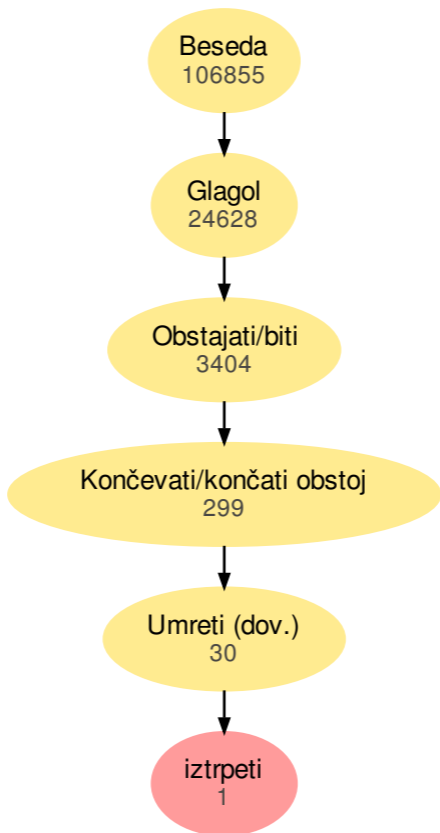 Beseda
106855
Glagol
24628
Obstajati/biti
3404
Končevati/končati obstoj
299
Umreti (dov.)
30
iztrpeti
1